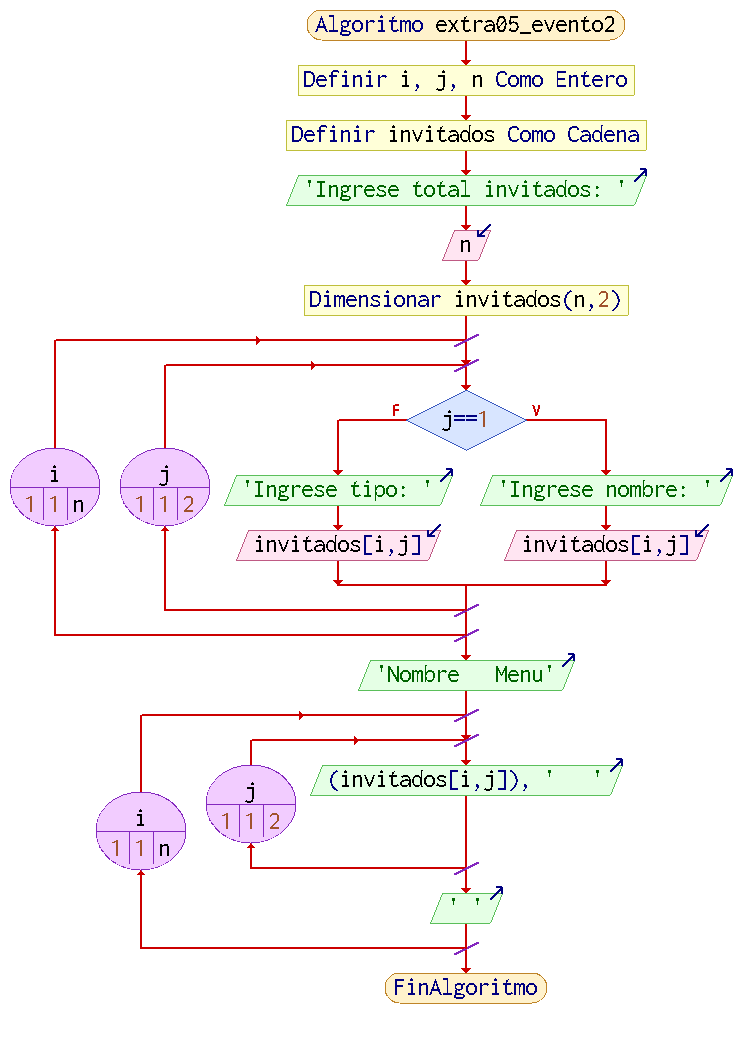 Algoritmo extra05_evento2
Definir i, j, n Como Entero
Definir invitados Como Cadena
'Ingrese total invitados: '
n
Dimensionar invitados(n,2)
F
j==1
V
i
1 1 n
j
1 1 2
'Ingrese tipo: '
'Ingrese nombre: '
invitados[i,j]
invitados[i,j]
'Nombre   Menu'
i
1 1 n
j
1 1 2
(invitados[i,j]), '   '
' '
FinAlgoritmo